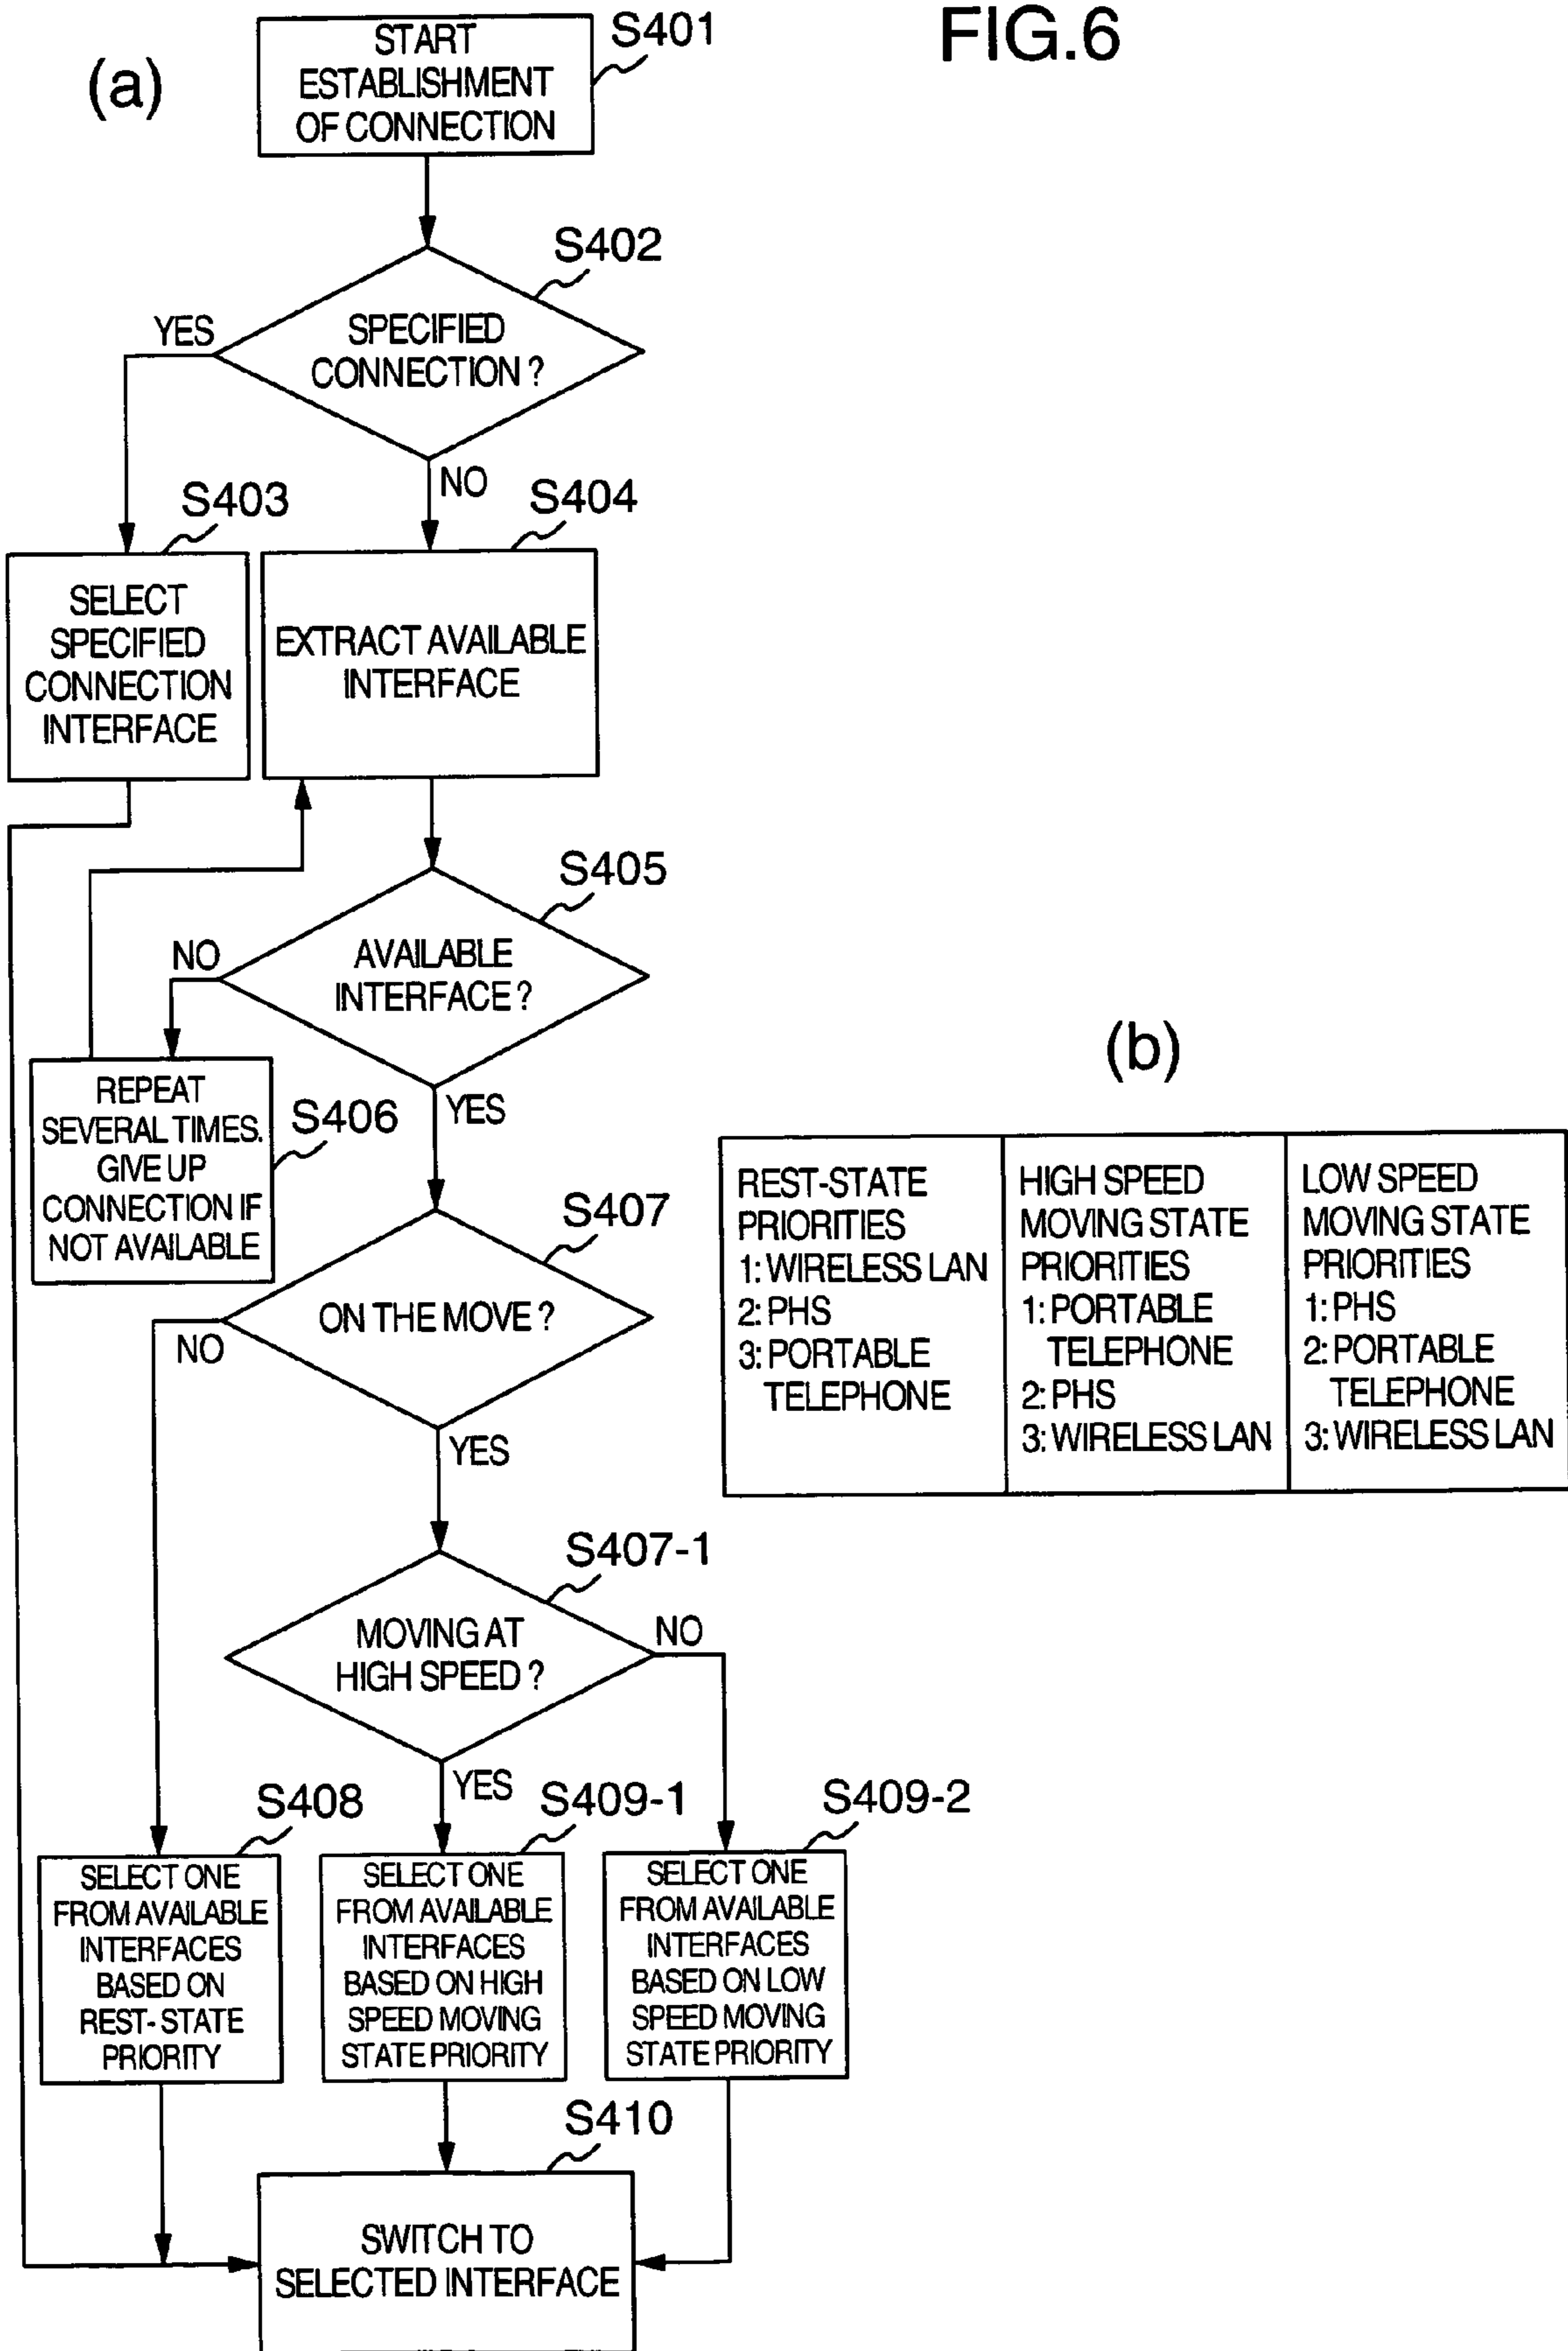 FIG.6
(a)
START
ESTABLISHMENT
OF CONNECTION
S401
S402
SPECIFIED
CONNECTION ?
YES
NO
S403
SELECT
SPECIFIED
CONNECTION
INTERFACE
S404
EXTRACT AVAILABLE
INTERFACE
S405
AVAILABLE
INTERFACE ?
NO
YES
REPEAT
SEVERAL TIMES.
GIVE UP
CONNECTION IF
NOT AVAILABLE
S406
S407
ON THE MOVE ?
NO
YES
S407-1
MOVING AT
HIGH SPEED ?
NO
YES
S408
SELECT ONE
FROM AVAILABLE
INTERFACES
BASED ON
REST-STATE
PRIORITY
S409-1
SELECT ONE
FROM AVAILABLE
INTERFACES
BASED ON HIGH
SPEED MOVING
STATE PRIORITY
S409-2
SELECT ONE
FROM AVAILABLE
INTERFACES
BASED ON LOW
SPEED MOVING
STATE PRIORITY
S410
SWITCH TO
SELECTED INTERFACE
(b)
REST-STATE
PRIORITIES
1: WIRELESS LAN
2: PHS
3: PORTABLE
TELEPHONE
HIGH SPEED
MOVING STATE
PRIORITIES
1: PORTABLE
TELEPHONE
2: PHS
3: WIRELESS LAN
LOW SPEED
MOVING STATE
PRIORITIES
1: PHS
2: PORTABLE
TELEPHONE
3: WIRELESS LAN